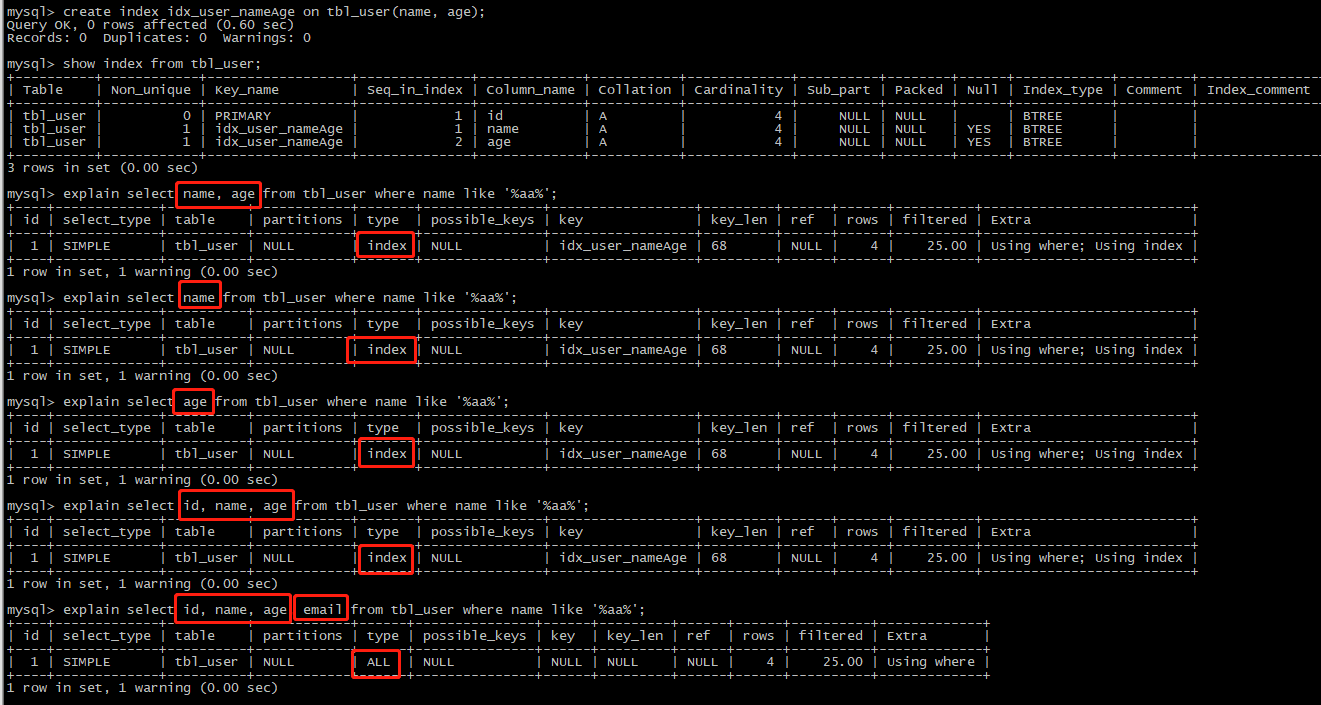 mysql> create index idx_user_nameAge on tbl_user(name, age);
Query OK, 0 rows affected (0.60 sec)
Records: 0  Duplicates: 0  Warnings: 0
mysql> show index from tbl_user;
| Table | Non_unique | Key_name | Seq_in_index | Column_name | Collation | Cardinality | Sub_part | Packed | Null | Index_type | Comment | Index_comment
| tbl_user | 0 | PRIMARY | 1 | id | A | 4 | NULL | NULL | | BTREE | |
| tbl_user | 1 | idx_user_nameAge | 1 | name | A | 4 | NULL | NULL | YES | BTREE | |
| tbl_user | 1 | idx_user_nameAge | 2 | age | A | 4 | NULL | NULL | YES | BTREE | |
3 rows in set (0.00 sec)
mysql> explain select name, age from tbl_user where name like '%aa%';
| id | select_type | table | partitions | type | possible_keys | key | key_len | ref | rows | filtered | Extra |
| 1 | SIMPLE | tbl_user | NULL | index | NULL | idx_user_nameAge | 68 | NULL | 4 | 25.00 | Using where; Using index |
1 row in set, 1 warning (0.00 sec)
mysql> explain select name from tbl_user where name like '%aa%';
| id | select_type | table | partitions | type | possible_keys | key | key_len | ref | rows | filtered | Extra |
| 1 | SIMPLE | tbl_user | NULL | index | NULL | idx_user_nameAge | 68 | NULL | 4 | 25.00 | Using where; Using index |
1 row in set, 1 warning (0.00 sec)
mysql> explain select age from tbl_user where name like '%aa%';
| id | select_type | table | partitions | type | possible_keys | key | key_len | ref | rows | filtered | Extra |
| 1 | SIMPLE | tbl_user | NULL | index | NULL | idx_user_nameAge | 68 | NULL | 4 | 25.00 | Using where; Using index |
1 row in set, 1 warning (0.00 sec)
mysql> explain select id, name, age from tbl_user where name like '%aa%';
| id | select_type | table | partitions | type | possible_keys | key | key_len | ref | rows | filtered | Extra |
| 1 | SIMPLE | tbl_user | NULL | index | NULL | idx_user_nameAge | 68 | NULL | 4 | 25.00 | Using where; Using index |
1 row in set, 1 warning (0.00 sec)
mysql> explain select id, name, age email from tbl_user where name like '%aa%';
| id | select_type | table | partitions | type | possible_keys | key | key_len | ref | rows | filtered | Extra |
| 1 | SIMPLE | tbl_user | NULL | ALL | NULL | NULL | NULL | NULL | 4 | 25.00 | Using where |
1 row in set, 1 warning (0.00 sec)